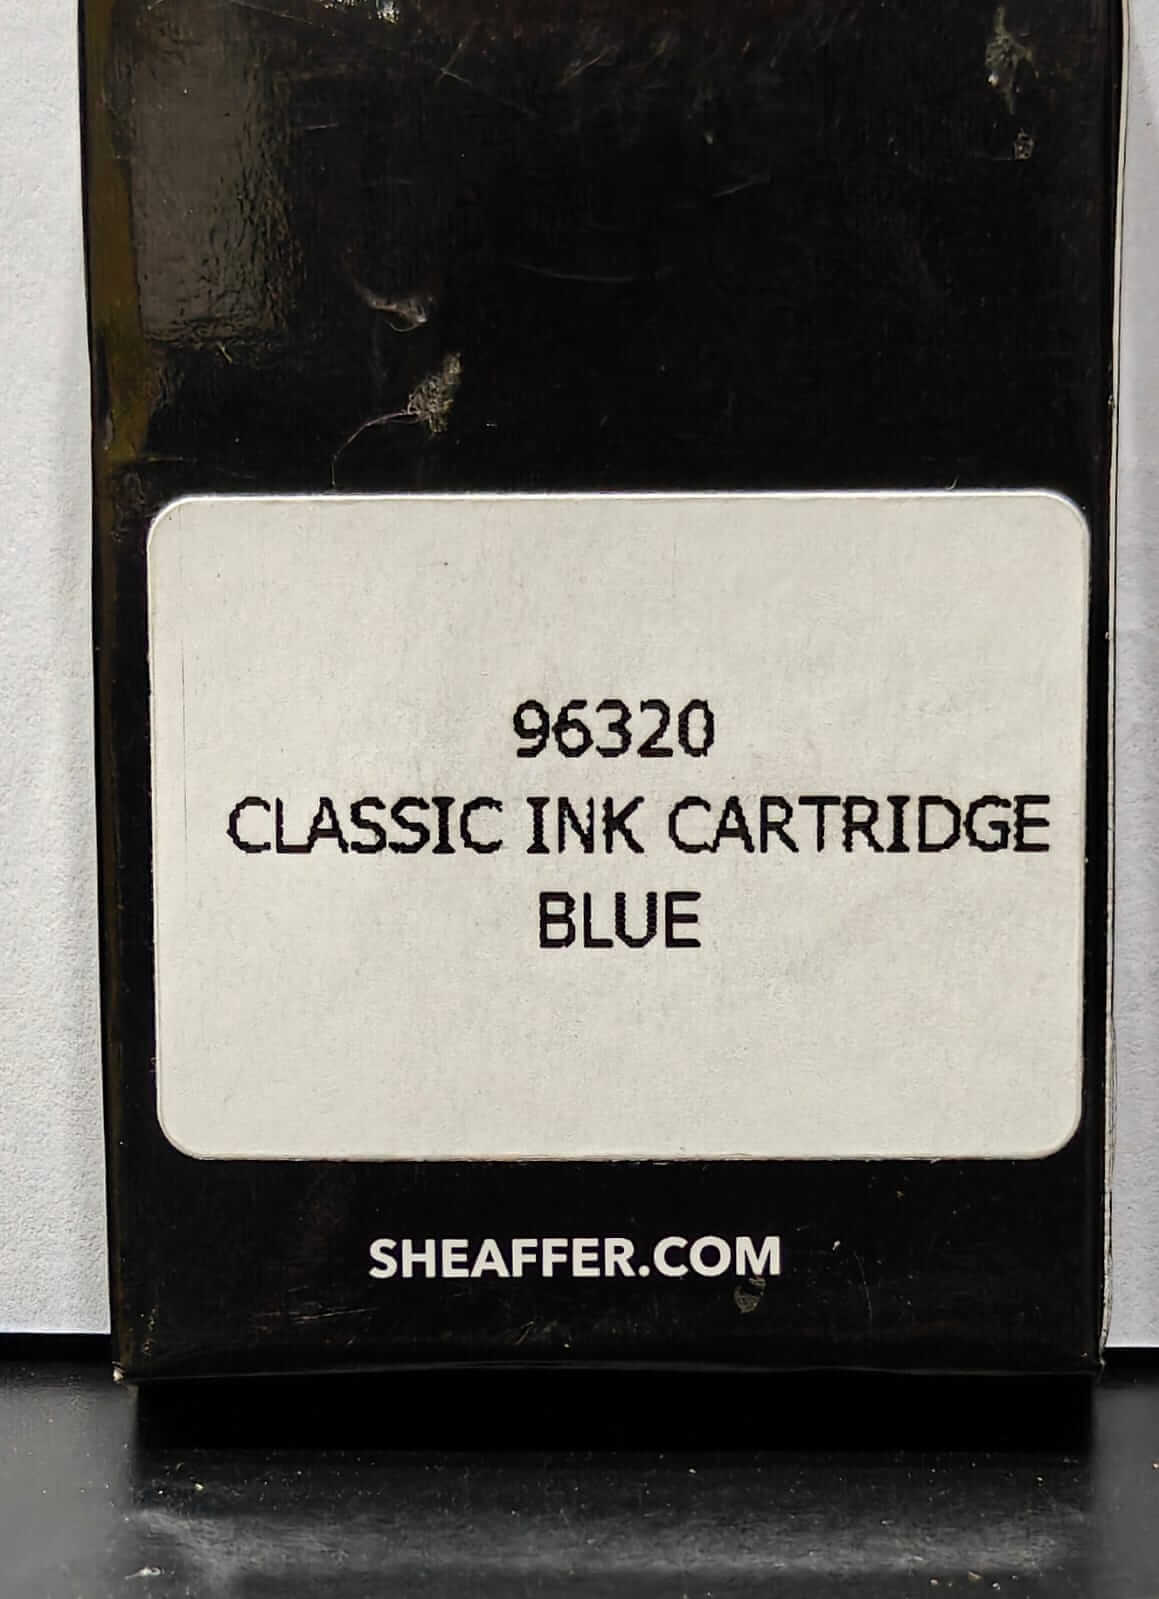 96320
CLASSIC INK CARTRIDGE
BLUE
SHEAFFER.COM